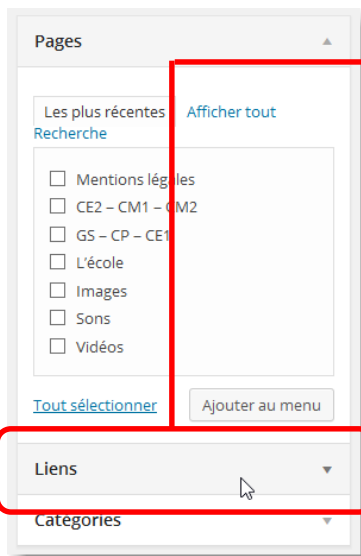 Pages
Les plus récentes Afficher tout
Recherche
Mentions légales
CE2 – CM1 – CM2
GS – CP – CE1
L'école
Images
Sons
Vidéos
Tout sélectionner Ajouter au menu
Liens
Catégories